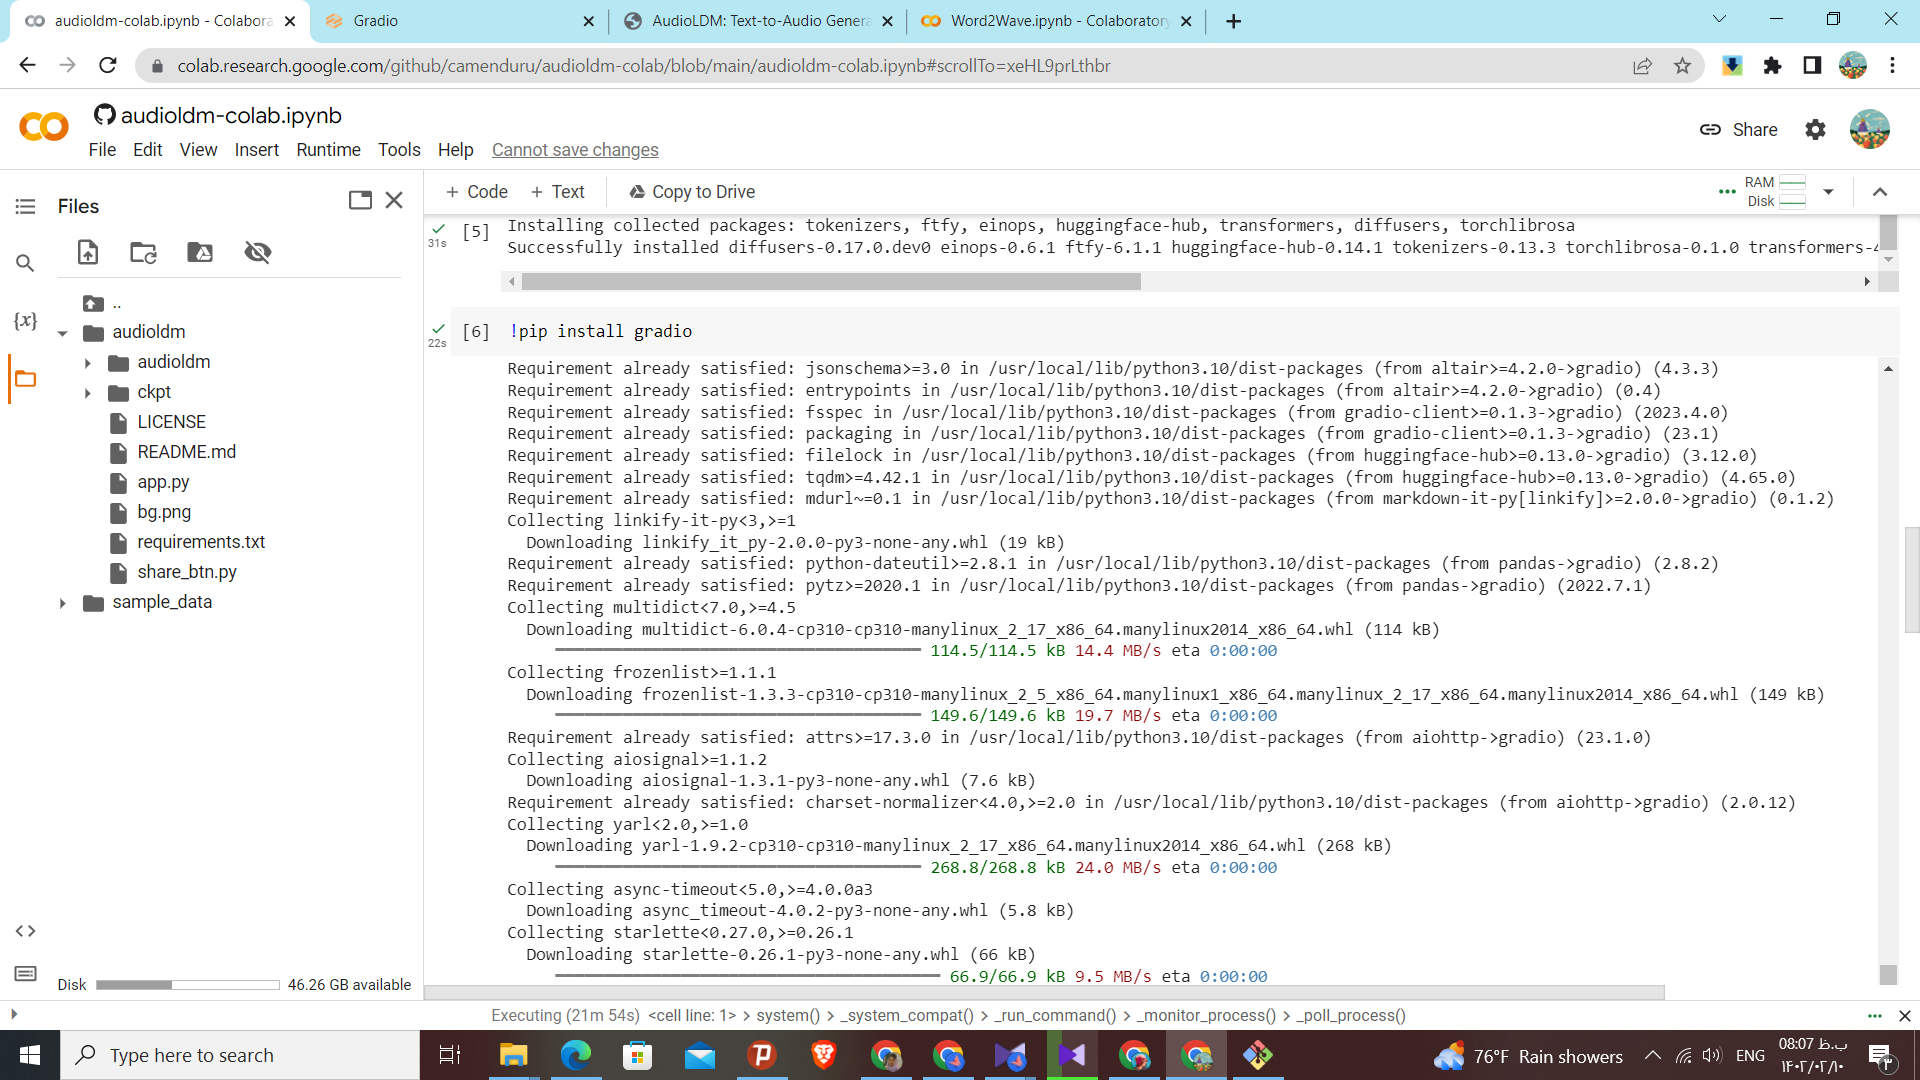 audioldm-colab.ipynb - Colabora
Gradio
AudioLDM: Text-to-Audio Genera
Word2Wave.ipynb - Colaboratory
colab.research.google.com/github/camenduru/audioldm-colab/blob/main/audioldm-colab.ipynb#scrollTo=xeHL9prLthbr
audioldm-colab.ipynb
Share
File Edit View Insert Runtime Tools Help Cannot save changes
Files
+ Code + Text Copy to Drive
RAM
Disk
..
audioldm
audioldm
ckpt
LICENSE
README.md
app.py
bg.png
requirements.txt
share_btn.py
sample_data
{x}
Disk 46.26 GB available
31s
[5] Installing collected packages: tokenizers, ftfy, einops, huggingface-hub, transformers, diffusers, torchlibrosa
Successfully installed diffusers-0.17.0.dev0 einops-0.6.1 ftfy-6.1.1 huggingface-hub-0.14.1 tokenizers-0.13.3 torchlibrosa-0.1.0 transformers-4
22s
[6] !pip install gradio
Requirement already satisfied: jsonschema>=3.0 in /usr/local/lib/python3.10/dist-packages (from altair>=4.2.0->gradio) (4.3.3)
Requirement already satisfied: entrypoints in /usr/local/lib/python3.10/dist-packages (from altair>=4.2.0->gradio) (0.4)
Requirement already satisfied: fsspec in /usr/local/lib/python3.10/dist-packages (from gradio-client>=0.1.3->gradio) (2023.4.0)
Requirement already satisfied: packaging in /usr/local/lib/python3.10/dist-packages (from gradio-client>=0.1.3->gradio) (23.1)
Requirement already satisfied: filelock in /usr/local/lib/python3.10/dist-packages (from huggingface-hub>=0.13.0->gradio) (3.12.0)
Requirement already satisfied: tqdm>=4.42.1 in /usr/local/lib/python3.10/dist-packages (from huggingface-hub>=0.13.0->gradio) (4.65.0)
Requirement already satisfied: mdurl~=0.1 in /usr/local/lib/python3.10/dist-packages (from markdown-it-py[linkify]>=2.0.0->gradio) (0.1.2)
Collecting linkify-it-py<3,>=1
Downloading linkify_it_py-2.0.0-py3-none-any.whl (19 kB)
Requirement already satisfied: python-dateutil>=2.8.1 in /usr/local/lib/python3.10/dist-packages (from pandas->gradio) (2.8.2)
Requirement already satisfied: pytz>=2020.1 in /usr/local/lib/python3.10/dist-packages (from pandas->gradio) (2022.7.1)
Collecting multidict<7.0,>=4.5
Downloading multidict-6.0.4-cp310-cp310-manylinux_2_17_x86_64.manylinux2014_x86_64.whl (114 kB)
114.5/114.5 kB 14.4 MB/s eta 0:00:00
Collecting frozenlist>=1.1.1
Downloading frozenlist-1.3.3-cp310-cp310-manylinux_2_5_x86_64.manylinux1_x86_64.manylinux_2_17_x86_64.manylinux2014_x86_64.whl (149 kB)
149.6/149.6 kB 19.7 MB/s eta 0:00:00
Requirement already satisfied: attrs>=17.3.0 in /usr/local/lib/python3.10/dist-packages (from aiohttp->gradio) (23.1.0)
Collecting aiosignal>=1.1.2
Downloading aiosignal-1.3.1-py3-none-any.whl (7.6 kB)
Requirement already satisfied: charset-normalizer<4.0,>=2.0 in /usr/local/lib/python3.10/dist-packages (from aiohttp->gradio) (2.0.12)
Collecting yarl<2.0,>=1.0
Downloading yarl-1.9.2-cp310-cp310-manylinux_2_17_x86_64.manylinux2014_x86_64.whl (268 kB)
268.8/268.8 kB 24.0 MB/s eta 0:00:00
Collecting async-timeout<5.0,>=4.0.0a3
Downloading async_timeout-4.0.2-py3-none-any.whl (5.8 kB)
Collecting starlette<0.27.0,>=0.26.1
Downloading starlette-0.26.1-py3-none-any.whl (66 kB)
66.9/66.9 kB 9.5 MB/s eta 0:00:00
Executing (21m 54s) <cell line: 1> > system() > _system_compat() > _run_command() > _monitor_process() > _poll_process()
Type here to search
76°F Rain showers
ENG
08:07 ب.ظ
۱۴۰۲/۰۲/۱۰
۳